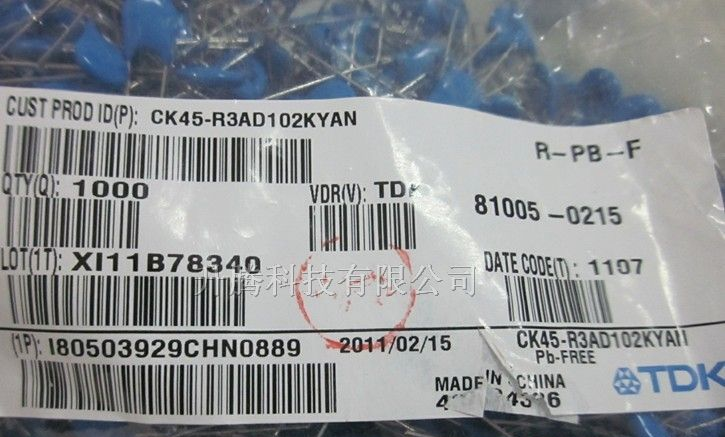 CUST PROD ID(P): CK45-R3AD102KYAN
R-PB-F
QTY(Q): 1000
VDR(V): TDK
81005-0215
LOT(1T): XI11B78340
DATE CODE(T): 1107
升腾科技有限公司
(1P): I80503929CHN0889
2011/02/15
CK45-R3AD102KYAN
Pb-FREE
MADE IN CHINA
TDK